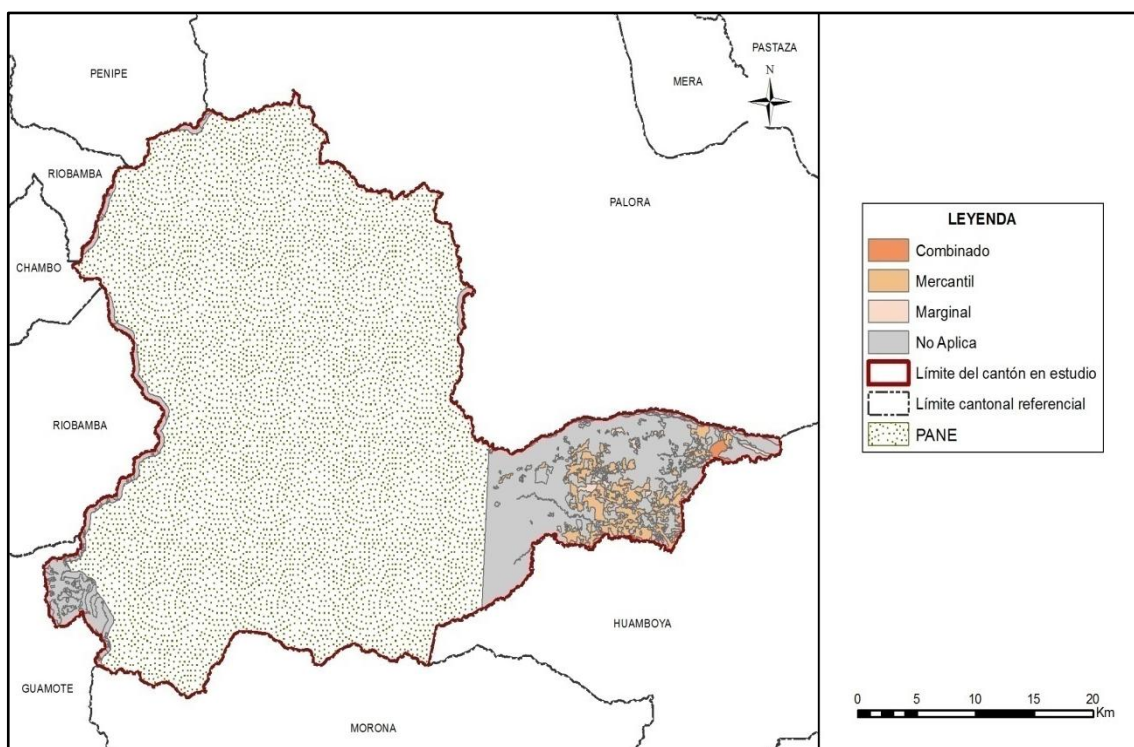 PASTAZA
PENIPE
MERA
N
RIOBAMBA
PALORA
CHAMBO
RIOBAMBA
HUAMBOYA
GUAMOTE
MORONA
LEYENDA
Combinado
Mercantil
Marginal
No Aplica
Límite del cantón en estudio
Límite cantonal referencial
PANE
0 5 10 15 20
Km